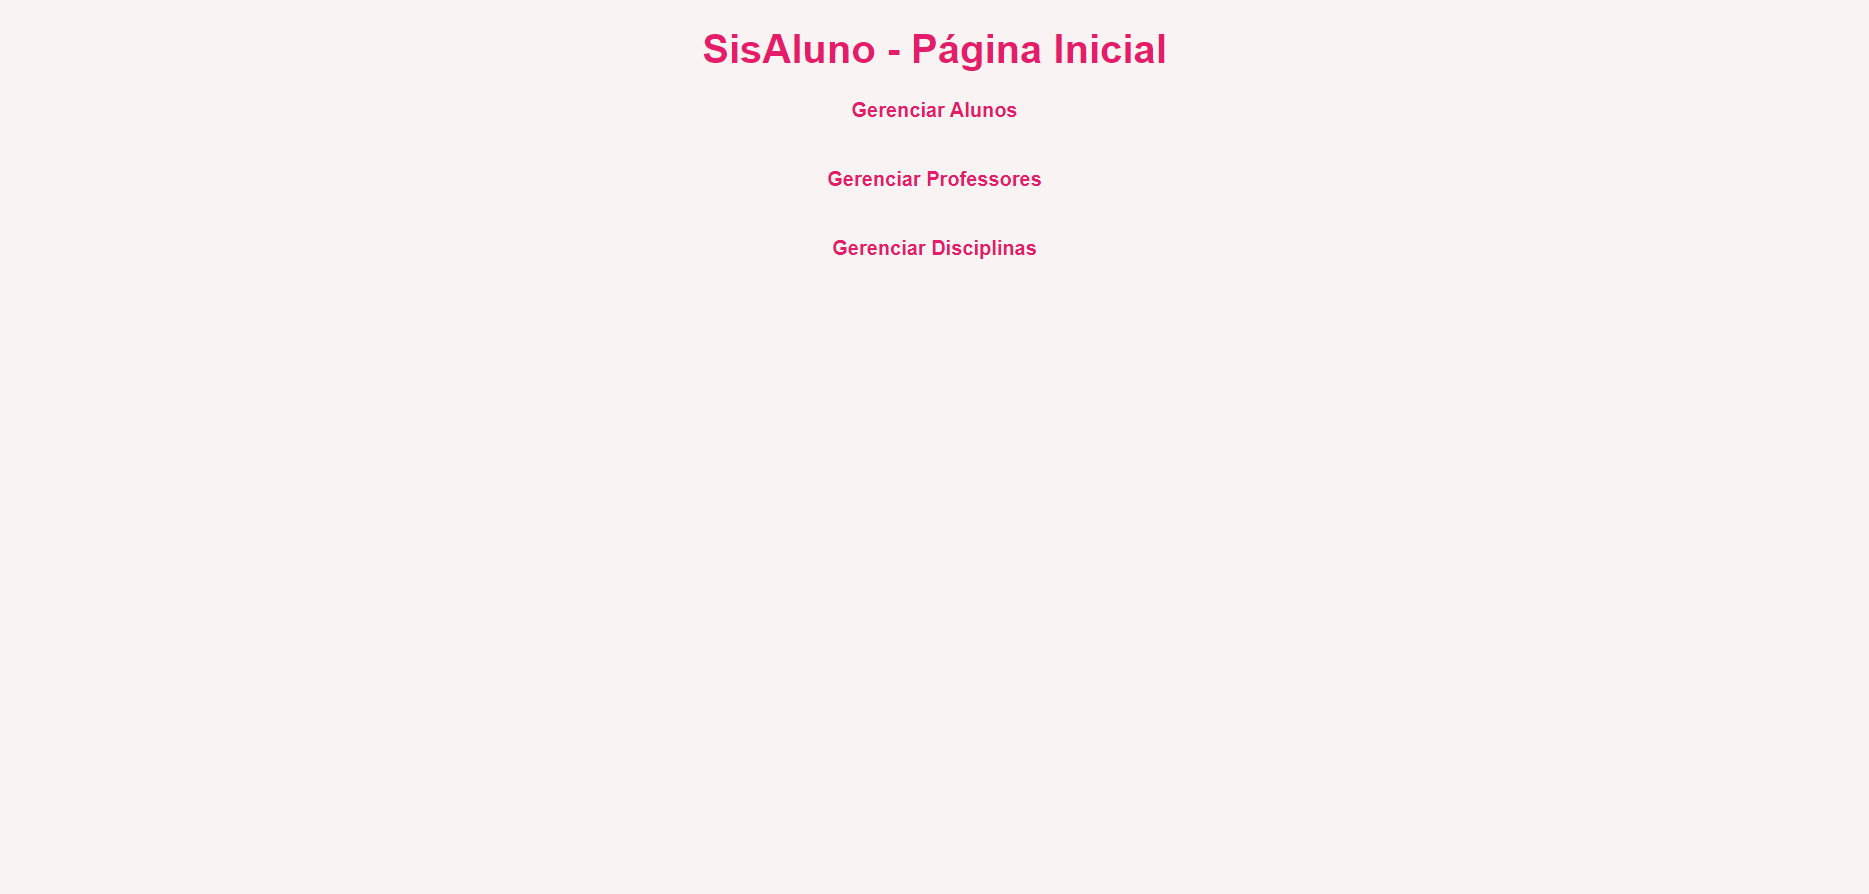 SisAluno - Página Inicial
Gerenciar Alunos
Gerenciar Professores
Gerenciar Disciplinas